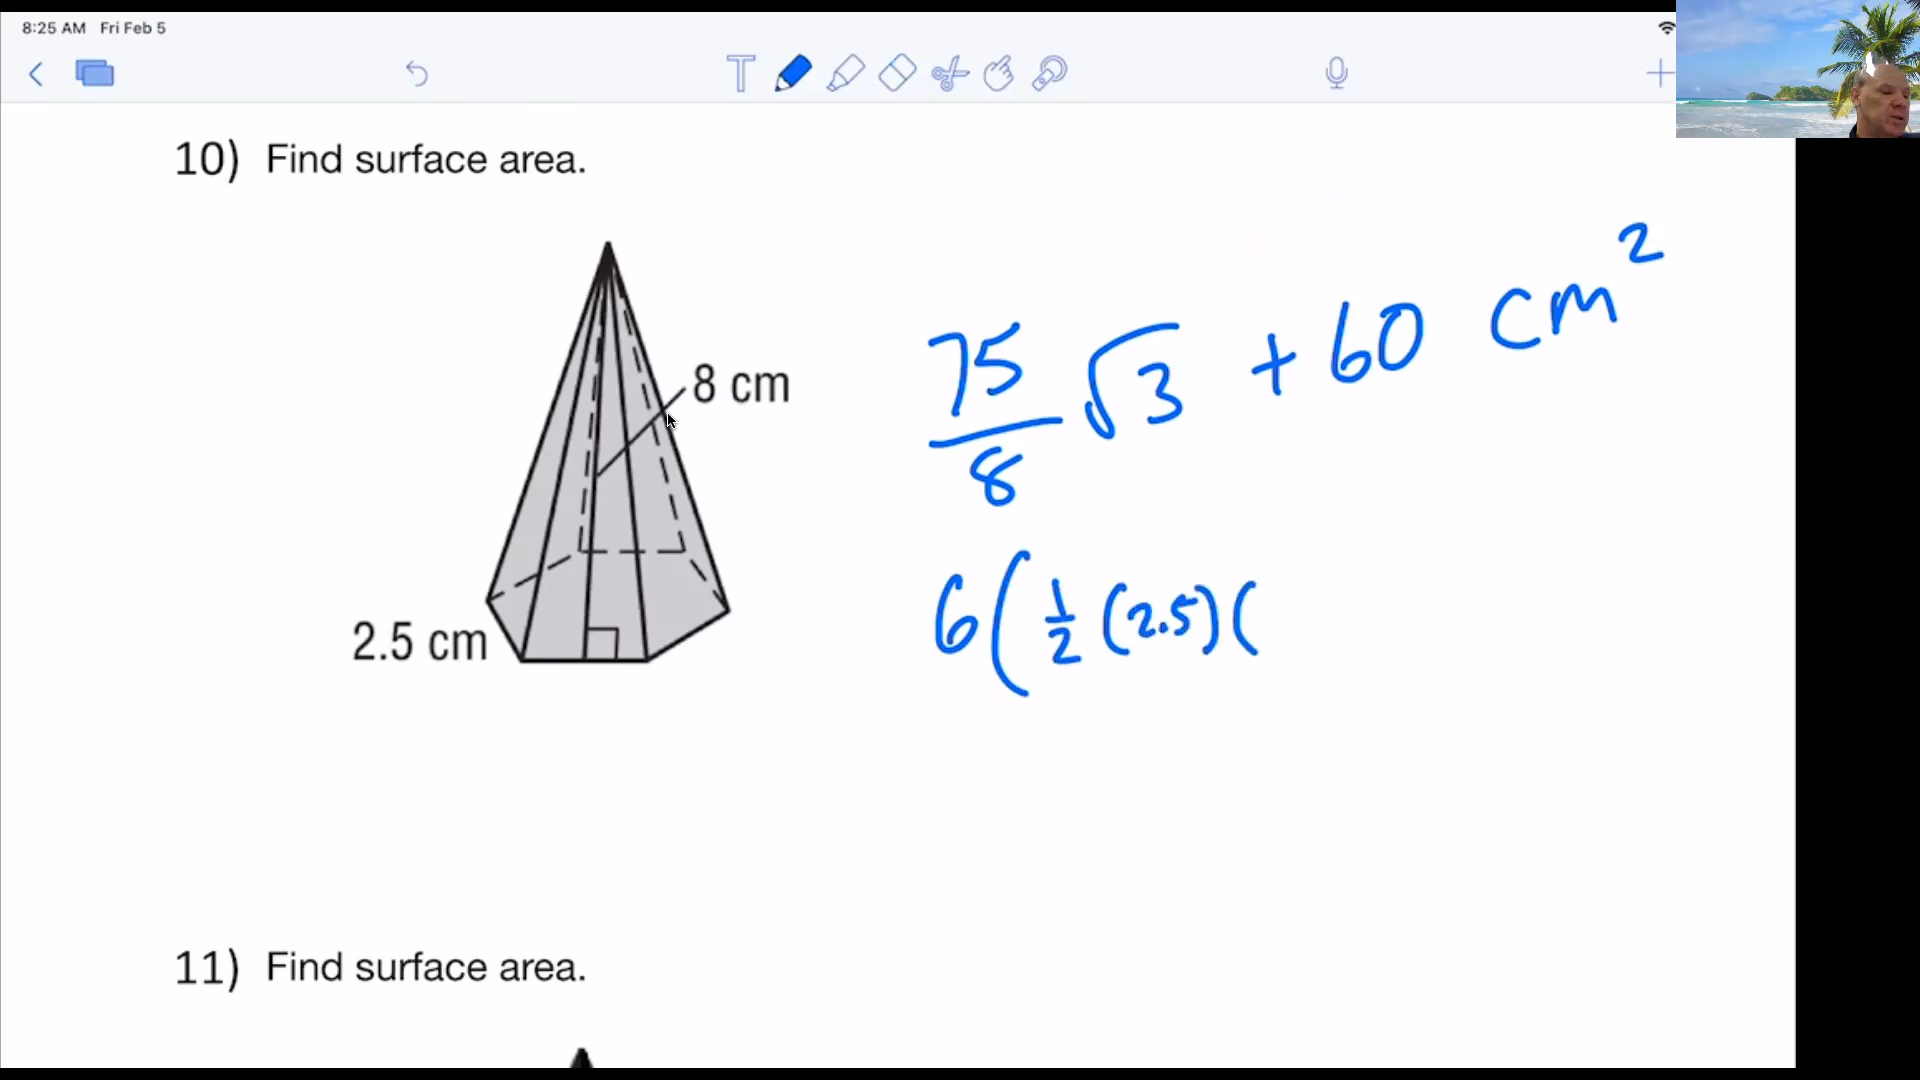 8:25 AM Fri Feb 5
T
10) Find surface area.
8 cm
2.5 cm
75/8 √3 + 60 cm²
6(1/2 (2.5)(
11) Find surface area.